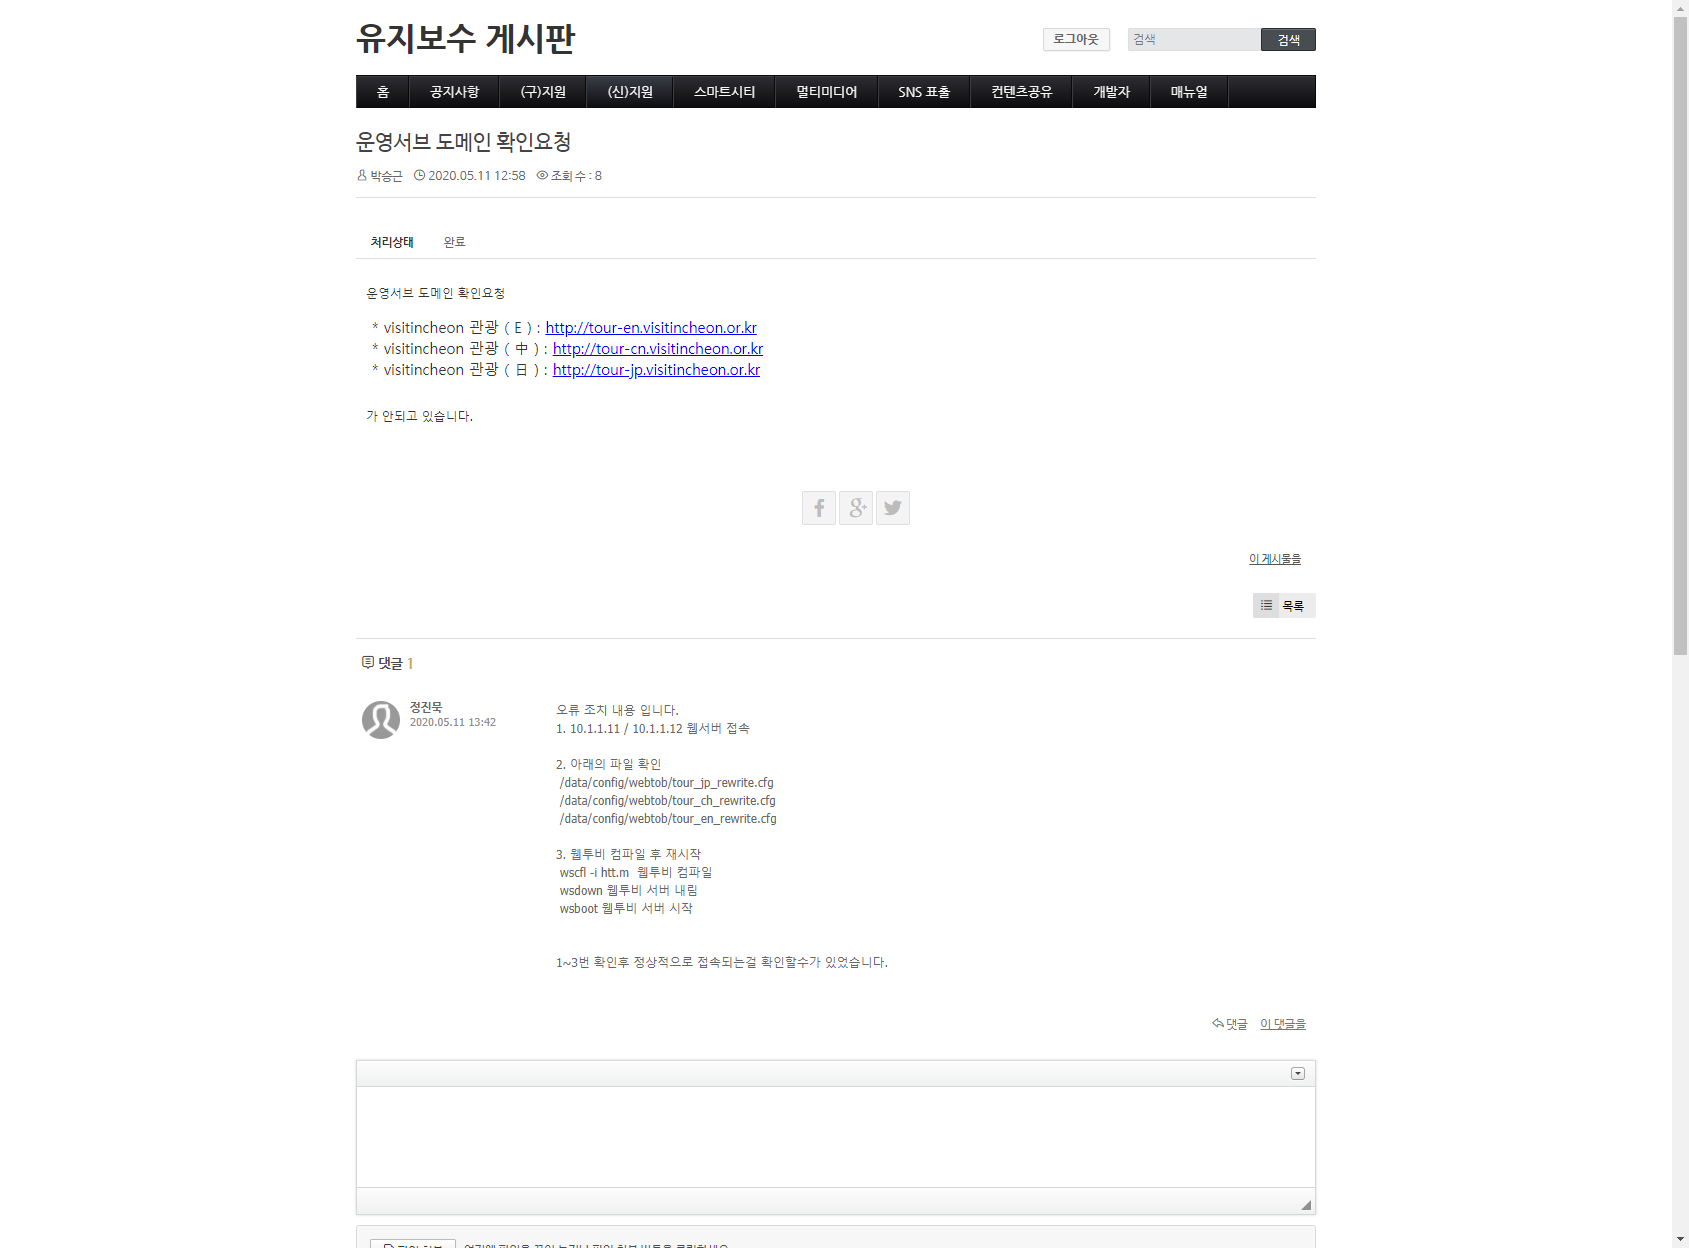 유지보수 게시판
로그아웃
검색
검색
홈
공지사항
(구)지원
(신)지원
스마트시티
멀티미디어
SNS 표출
컨텐츠공유
개발자
매뉴얼
운영서브 도메인 확인요청
박승근 2020.05.11 12:58 조회 수 : 8
처리상태 완료
운영서브 도메인 확인요청
* visitincheon 관광 ( E ) : http://tour-en.visitincheon.or.kr
* visitincheon 관광 ( 中 ) : http://tour-cn.visitincheon.or.kr
* visitincheon 관광 ( 日 ) : http://tour-jp.visitincheon.or.kr
가 안되고 있습니다.
이 게시물을
목록
댓글 1
정진묵
2020.05.11 13:42
오류 조치 내용 입니다.
1. 10.1.1.11 / 10.1.1.12 웹서버 접속
2. 아래의 파일 확인
/data/config/webtob/tour_jp_rewrite.cfg
/data/config/webtob/tour_ch_rewrite.cfg
/data/config/webtob/tour_en_rewrite.cfg
3. 웹투비 컴파일 후 재시작
wscfl -i htt.m 웹투비 컴파일
wsdown 웹투비 서버 내림
wsboot 웹투비 서버 시작
1~3번 확인후 정상적으로 접속되는걸 확인할수가 있었습니다.
댓글 이 댓글을